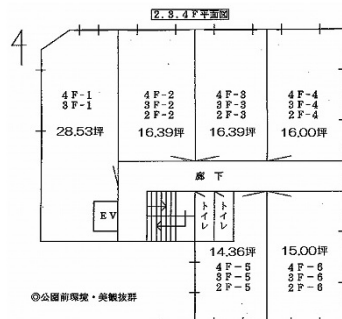 2.3.4F平面図
4F-1
3F-1
28.53坪
4F-2
3F-2
2F-2
16.39坪
4F-3
3F-3
2F-3
16.39坪
4F-4
3F-4
2F-4
16.00坪
廊下
EV
トイレ
トイレ
14.36坪
4F-5
3F-5
2F-5
15.00坪
4F-6
3F-6
2F-6
◎公園前環境・美観抜群